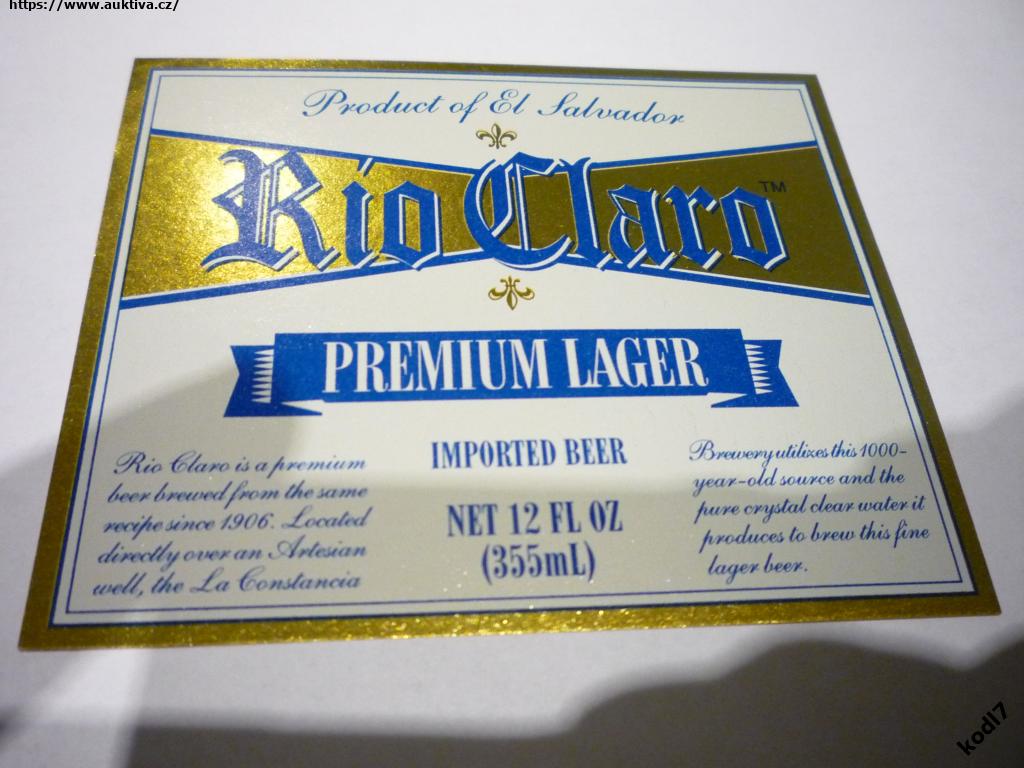 https://www.auktiva.cz/
Product of El Salvador
Rio Claro™
PREMIUM LAGER
Rio Claro is a premium
beer brewed from the same
recipe since 1906. Located
directly over an Artesian
well, the La Constancia
IMPORTED BEER
NET 12 FL OZ
(355mL)
Brewery utilizes this 1000-
year-old source and the
pure crystal clear water it
produces to brew this fine
lager beer.
kodl7